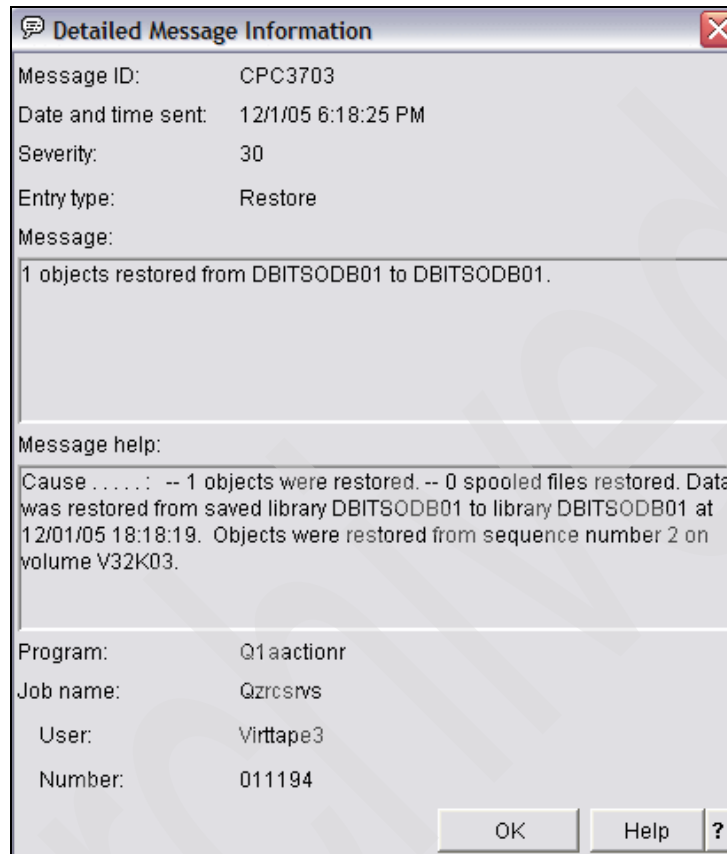 Detailed Message Information
Message ID: CPC3703
Date and time sent: 12/1/05 6:18:25 PM
Severity: 30
Entry type: Restore
Message:
1 objects restored from DBITSODB01 to DBITSODB01.
Message help:
Cause . . . . . : -- 1 objects were restored. -- 0 spooled files restored. Data
was restored from saved library DBITSODB01 to library DBITSODB01 at
12/01/05 18:18:19. Objects were restored from sequence number 2 on
volume V32K03.
Program: Q1aactionr
Job name: Qzrcsrvs
User: Virttape3
Number: 011194
OK Help ?